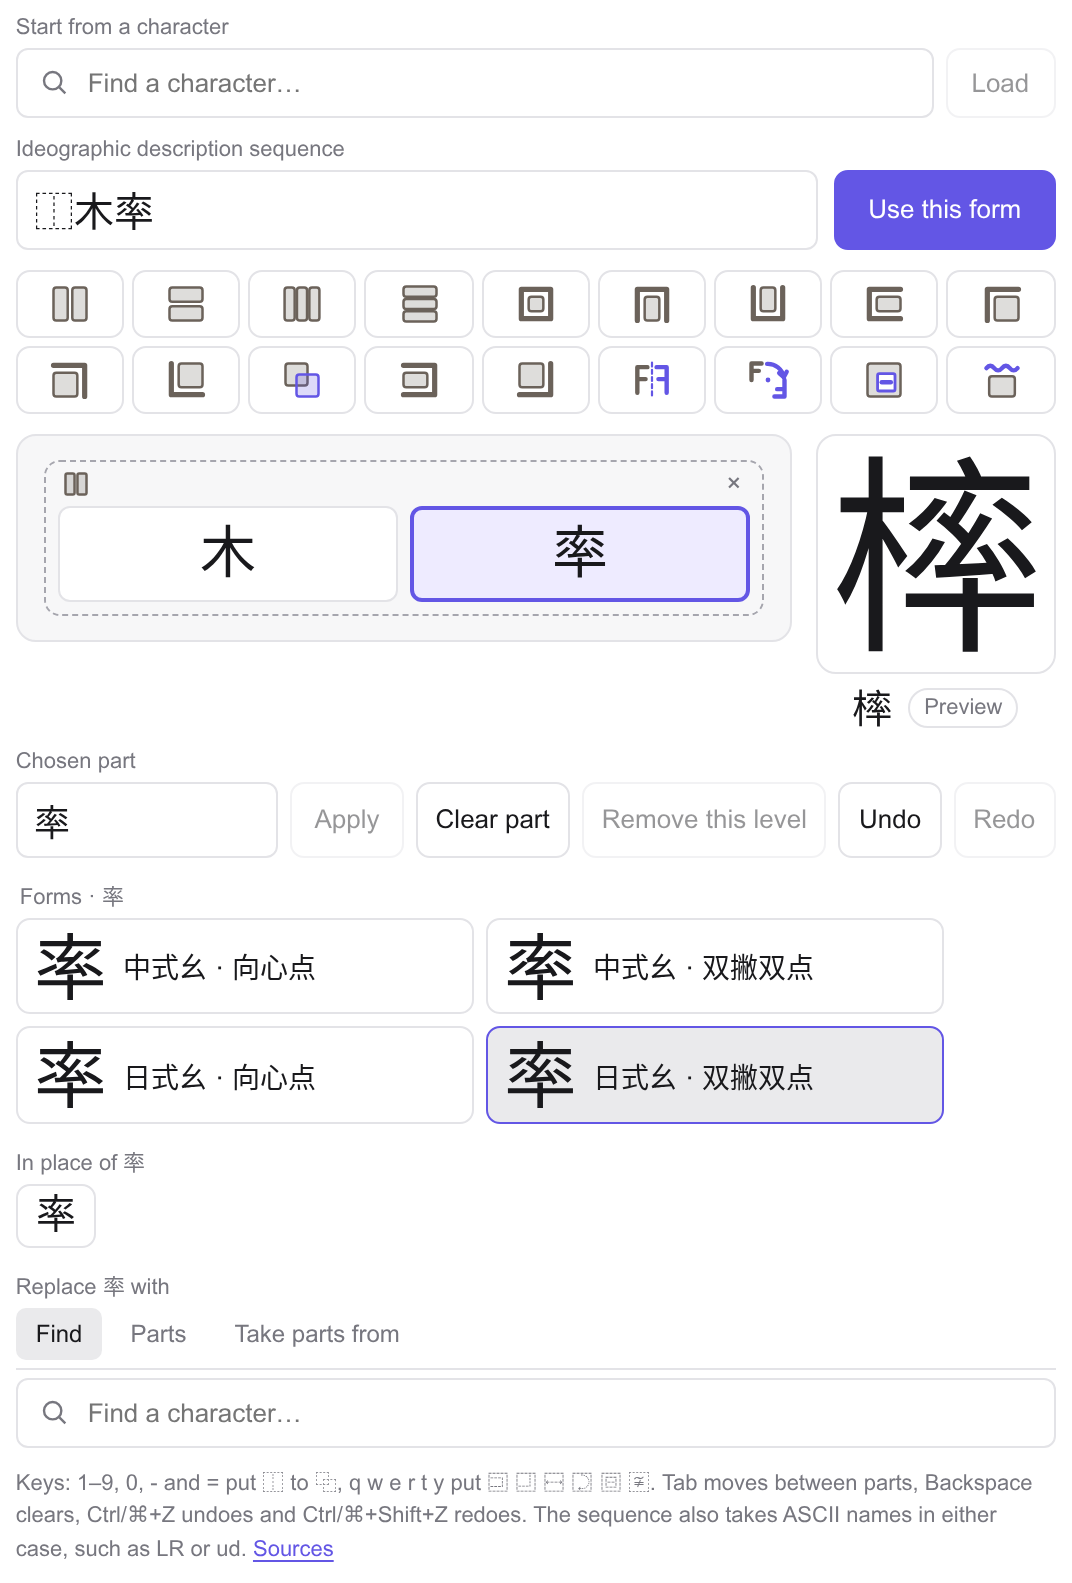 Start from a character
Find a character…
Load
Ideographic description sequence
⿰木率
Use this form
木
率
×
Preview
Chosen part
率
Apply
Clear part
Remove this level
Undo
Redo
Forms · 率
率 中式幺 · 向心点
率 中式幺 · 双撇双点
率 日式幺 · 向心点
率 日式幺 · 双撇双点
In place of 率
率
Replace 率 with
Find
Parts
Take parts from
Find a character…
Keys: 1–9, 0, - and = put ⿰ to ⿻, q w e r t y put ⿼ ⿽ ⿾ ⿿ ㇯ 〾. Tab moves between parts, Backspace
clears, Ctrl/⌘+Z undoes and Ctrl/⌘+Shift+Z redoes. The sequence also takes ASCII names in either
case, such as LR or ud. Sources